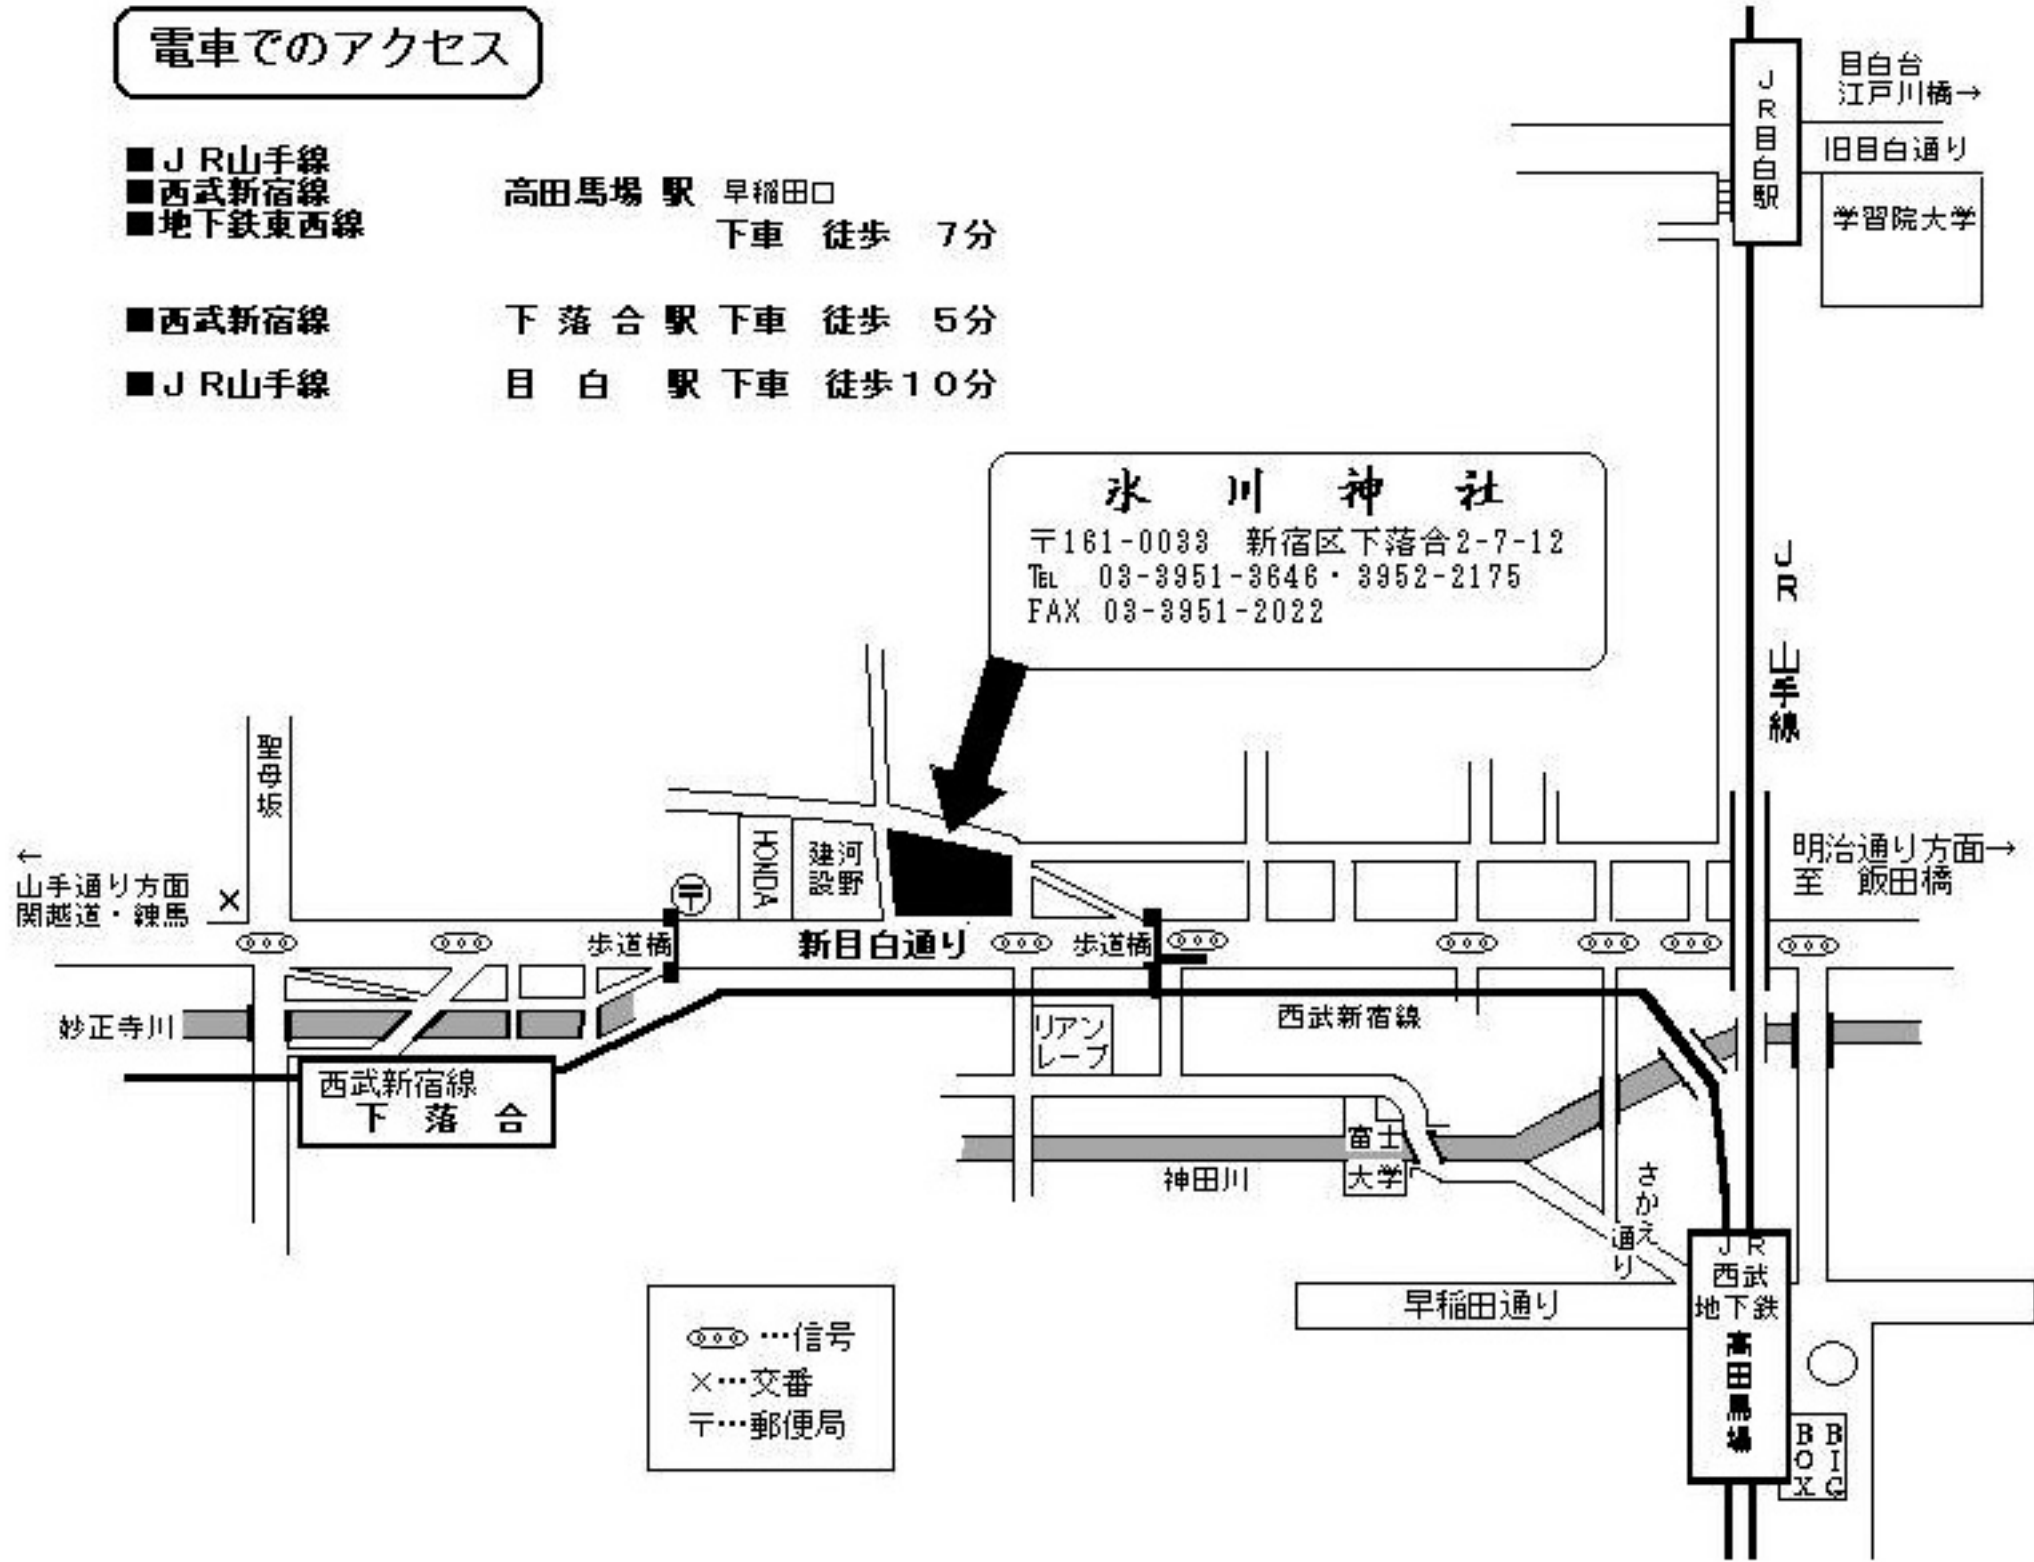 電車でのアクセス
■JR山手線
■西武新宿線 高田馬場 駅 早稲田口
■地下鉄東西線
下車 徒歩 7分
■西武新宿線 下落合駅 下車 徒歩 5分
■JR山手線 目白 駅 下車 徒歩10分
JR目白駅
目白台
江戸川橋→
旧目白通り
学習院大学
氷川神社
〒161-0033 新宿区下落合2-7-12
TEL 03-3951-3646・3952-2175
FAX 03-3951-2022
JR 山手線
聖母坂
←
山手通り方面
関越道・練馬
×
〒
HONDA
河野
建設
明治通り方面→
至 飯田橋
歩道橋
新目白通り
歩道橋
妙正寺川
西武新宿線
下落合
リアン
レーブ
西武新宿線
富士
大学
神田川
さかえ
通り
早稲田通り
JR
西武
地下鉄
高田馬場
BIG
BOX
…信号
×…交番
〒…郵便局